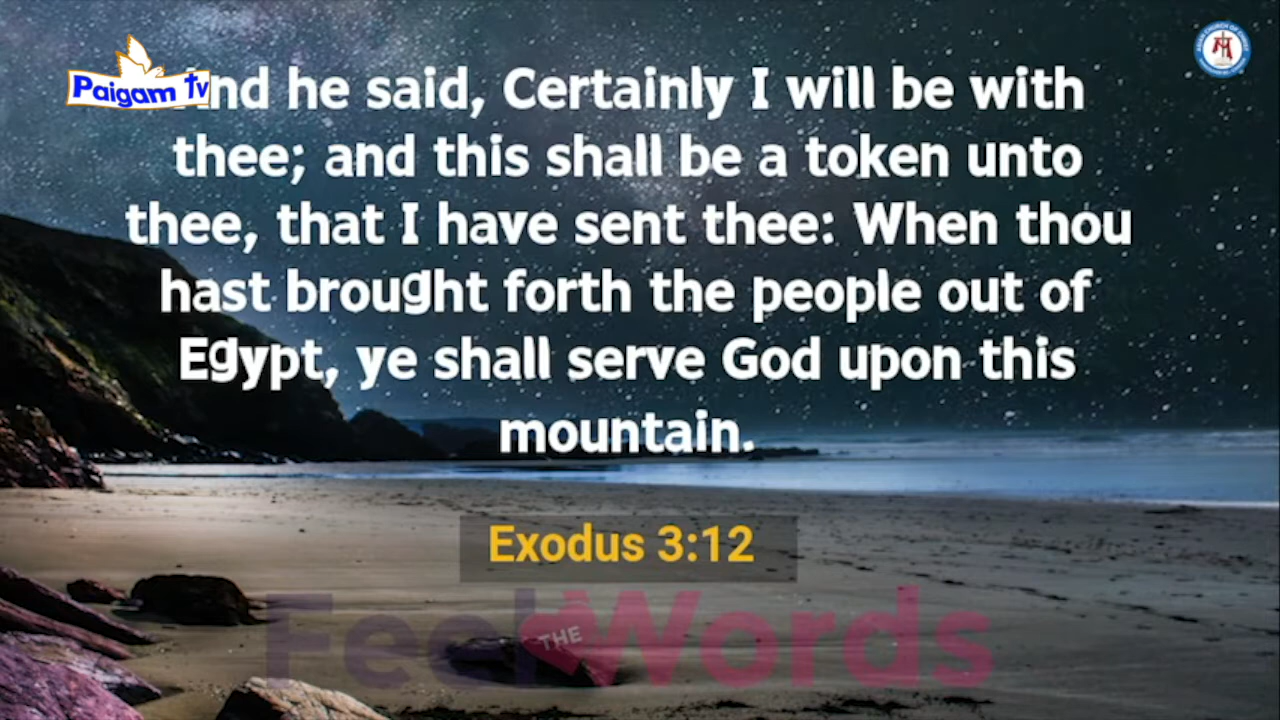 Paigam Tv
And he said, Certainly I will be with
thee; and this shall be a token unto
thee, that I have sent thee: When thou
hast brought forth the people out of
Egypt, ye shall serve God upon this
mountain.
Exodus 3:12
Feel THE Words